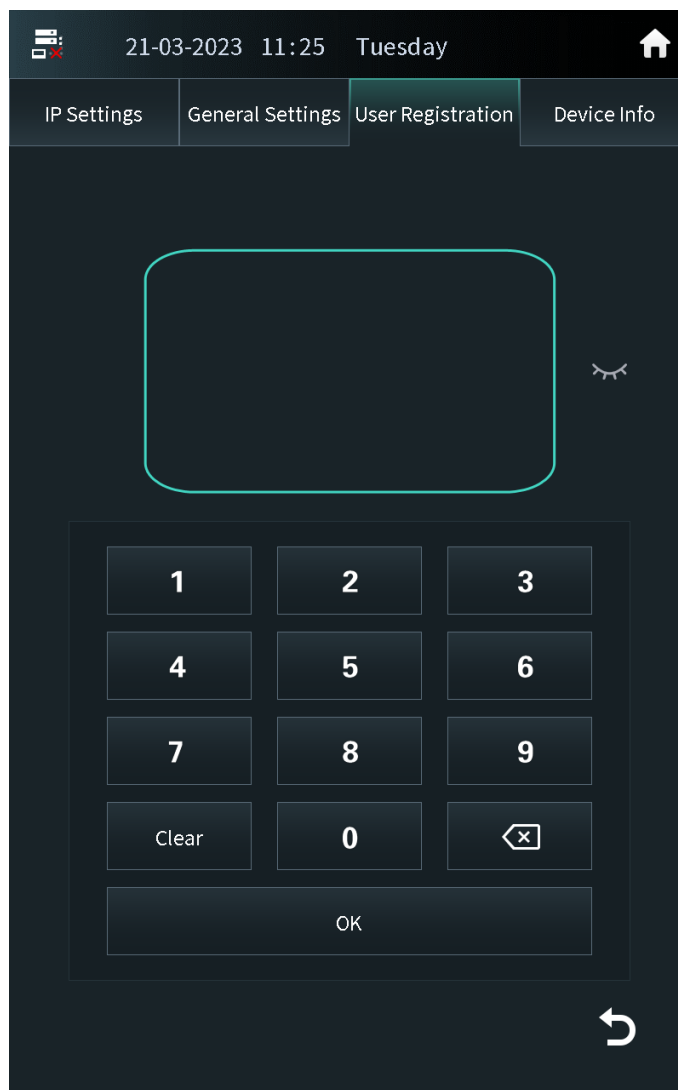 21-03-2023 11:25 Tuesday
IP Settings General Settings User Registration Device Info
1 2 3
4 5 6
7 8 9
Clear 0
OK